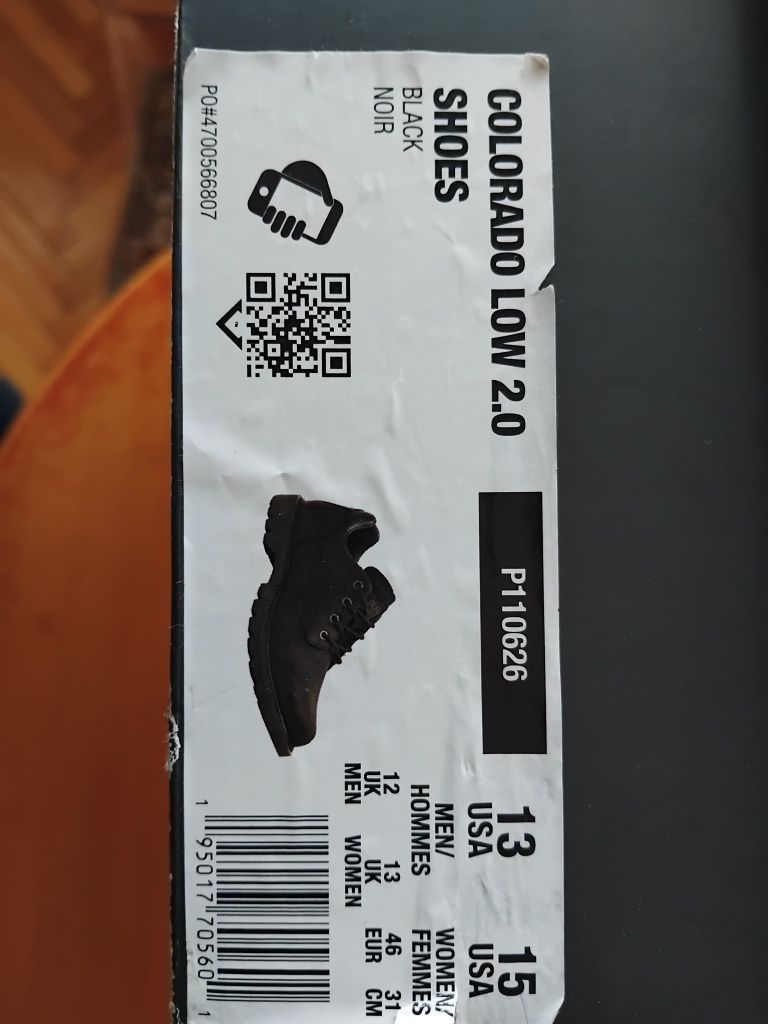 COLORADO LOW 2.0
SHOES
BLACK
NOIR
PO#4700566807
P110626
13 15
USA USA
MEN/ WOMEN/
HOMMES FEMMES
12 13 46 31
UK UK EUR CM
MEN WOMEN
1 95017 70560 1